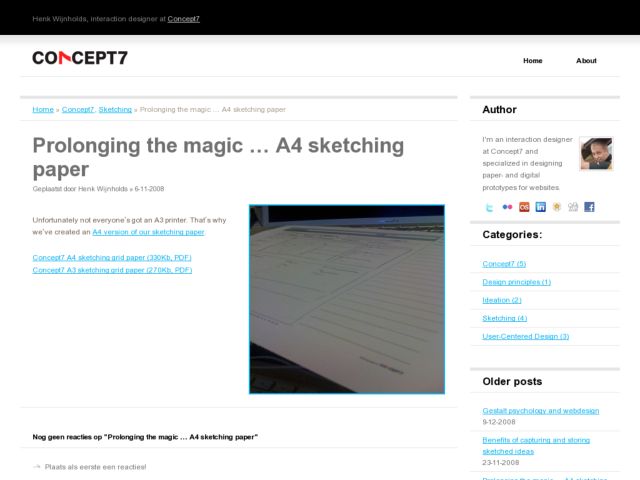 Henk Wijnholds, interaction designer at Concept7
CONCEPT7
Home
About
Home » Concept7, Sketching » Prolonging the magic … A4 sketching paper
Prolonging the magic … A4 sketching
paper
Geplaatst door Henk Wijnholds » 6-11-2008
Unfortunately not everyone's got an A3 printer. That's why
we've created an A4 version of our sketching paper.
Concept7 A4 sketching grid paper (330Kb, PDF)
Concept7 A3 sketching grid paper (270Kb, PDF)
Nog geen reacties op "Prolonging the magic … A4 sketching paper"
Plaats als eerste een reacties!
Author
I'm an interaction designer
at Concept7 and
specialized in designing
paper- and digital
prototypes for websites.
Categories:
Concept7 (5)
Design principles (1)
Ideation (2)
Sketching (4)
User-Centered Design (3)
Older posts
Gestalt psychology and webdesign
9-12-2008
Benefits of capturing and storing
sketched ideas
23-11-2008
Prolonging the magic … A4 sketching